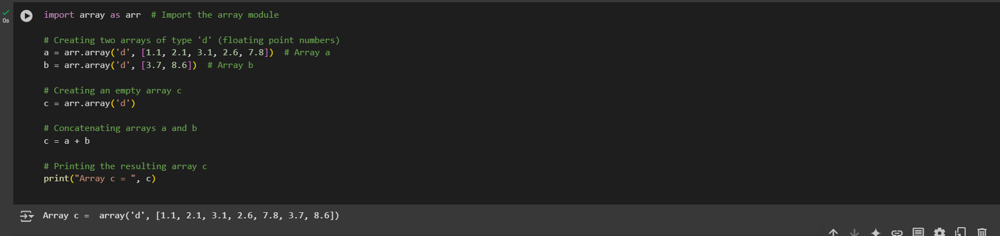 0s
import array as arr  # Import the array module
# Creating two arrays of type 'd' (floating point numbers)
a = arr.array('d', [1.1, 2.1, 3.1, 2.6, 7.8])  # Array a
b = arr.array('d', [3.7, 8.6])  # Array b
# Creating an empty array c
c = arr.array('d')
# Concatenating arrays a and b
c = a + b
# Printing the resulting array c
print("Array c = ", c)
Array c =  array('d', [1.1, 2.1, 3.1, 2.6, 7.8, 3.7, 8.6])